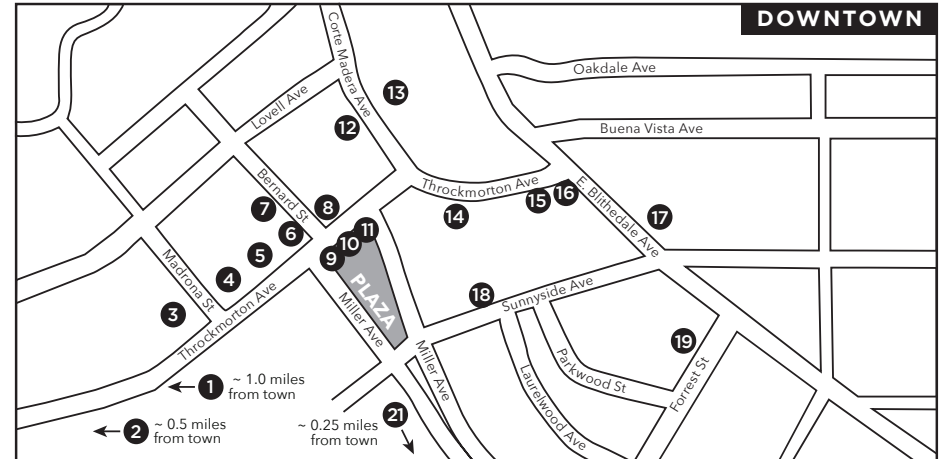 DOWNTOWN
Corte Madera Ave
Oakdale Ave
13
Lovell Ave
12
Buena Vista Ave
Bernard St
Throckmorton Ave
E. Blithedale Ave
7
8
15
16
14
17
6
11
10
9
5
4
Madrona St
PLAZA
Miller Ave
18
Sunnyside Ave
3
Throckmorton Ave
Miller Ave
19
Parkwood St
Laurelwood Ave
Forrest St
1
~ 1.0 miles
from town
2
~ 0.5 miles
from town
21
~ 0.25 miles
from town